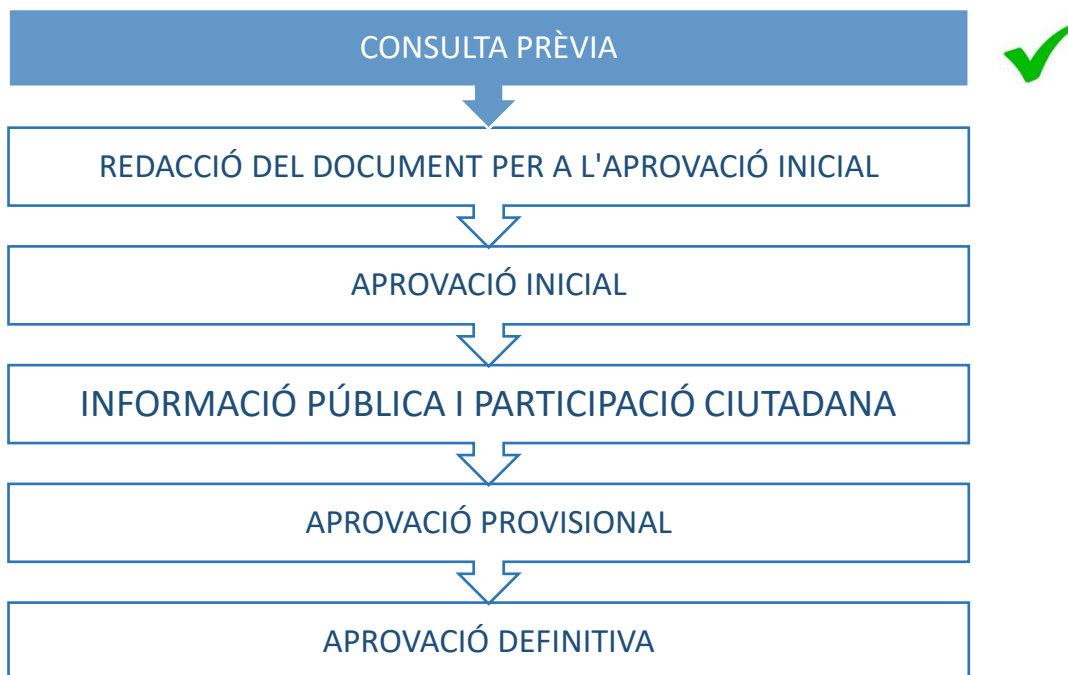 CONSULTA PRÈVIA
REDACCIÓ DEL DOCUMENT PER A L'APROVACIÓ INICIAL
APROVACIÓ INICIAL
INFORMACIÓ PÚBLICA I PARTICIPACIÓ CIUTADANA
APROVACIÓ PROVISIONAL
APROVACIÓ DEFINITIVA